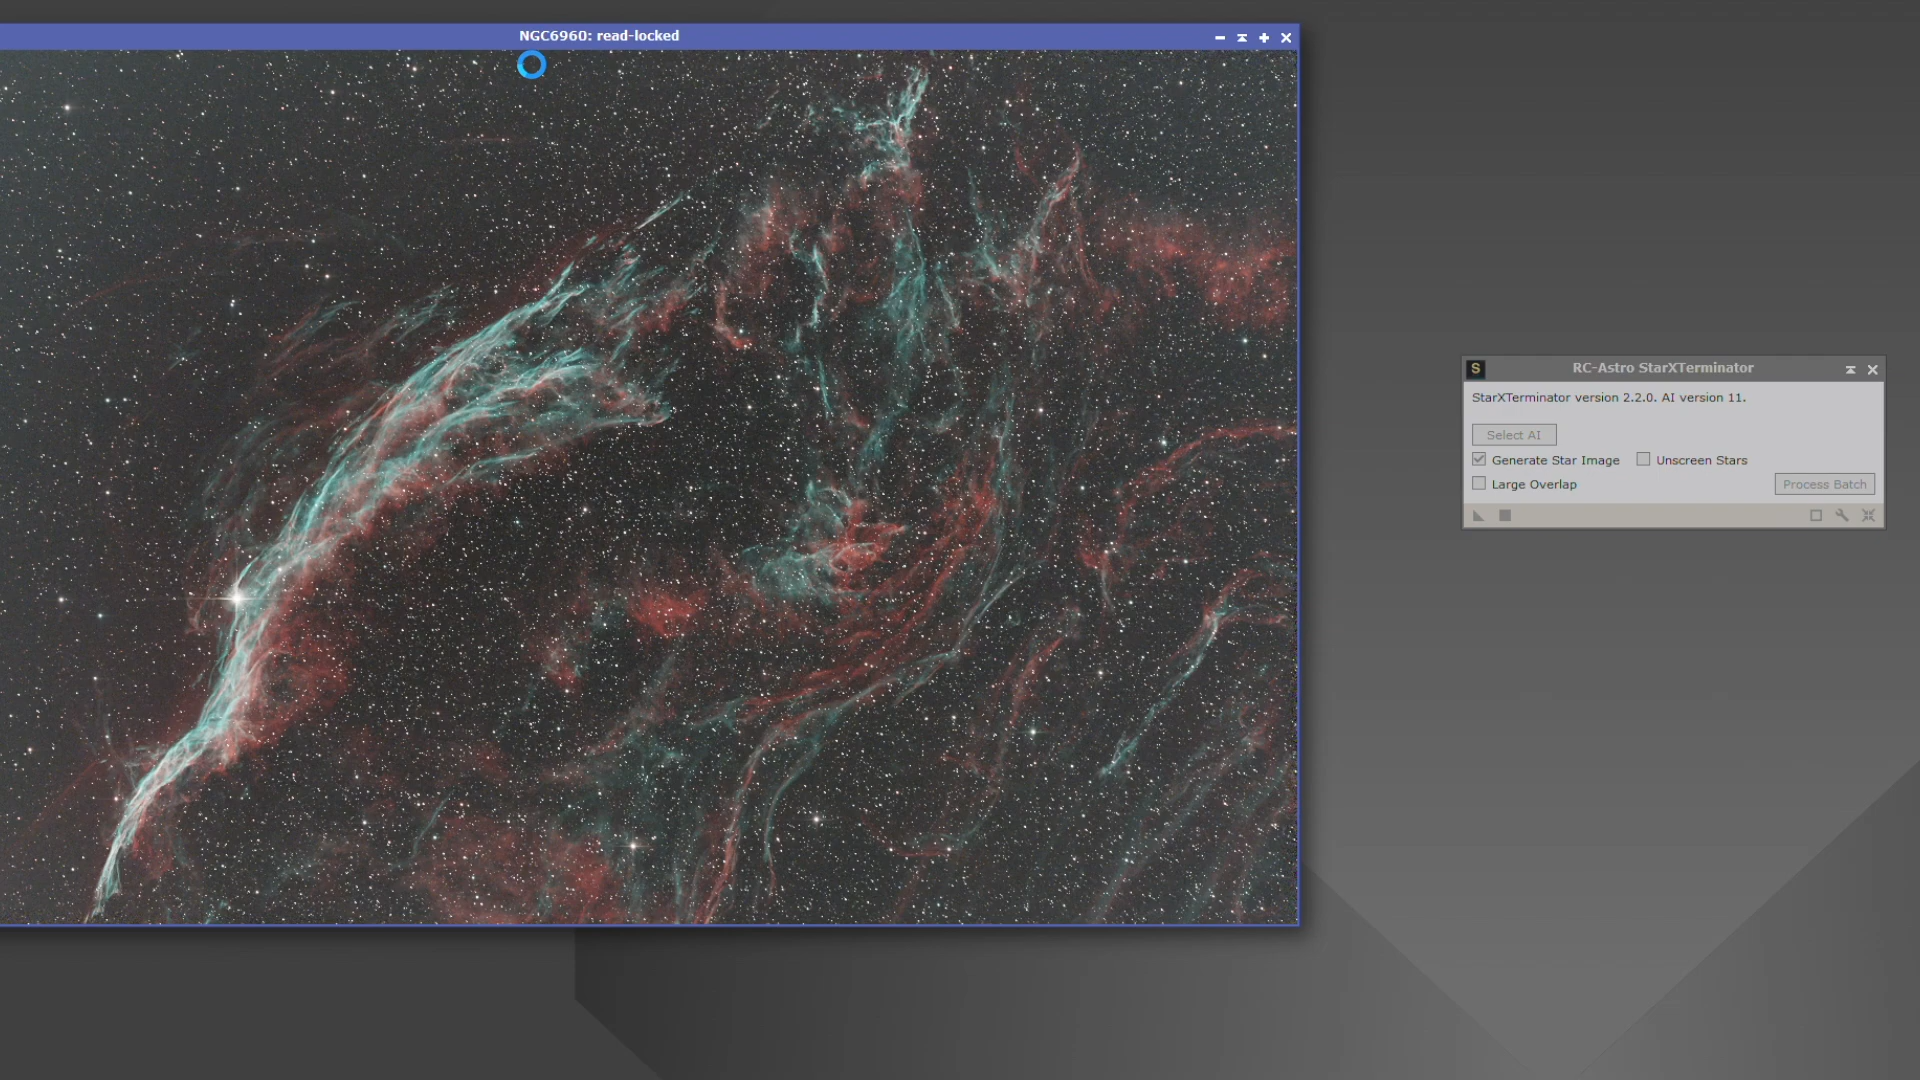 NGC6960: read-locked
S
RC-Astro StarXTerminator
StarXTerminator version 2.2.0. AI version 11.
Select AI
Generate Star Image
Unscreen Stars
Large Overlap
Process Batch